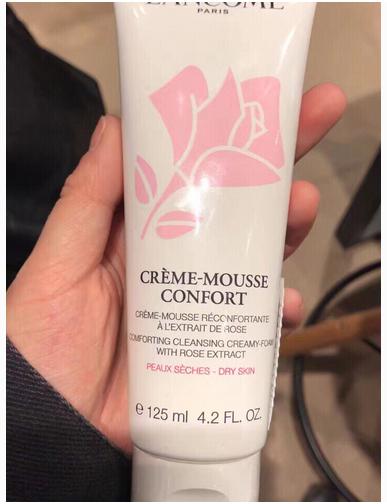 LANCÔME
PARIS
CRÈME-MOUSSE
CONFORT
CRÈME-MOUSSE RÉCONFORTANTE
À L'EXTRAIT DE ROSE
COMFORTING CLEANSING CREAMY-FOAM
WITH ROSE EXTRACT
PEAUX SÈCHES - DRY SKIN
e 125 ml 4.2 FL. OZ.